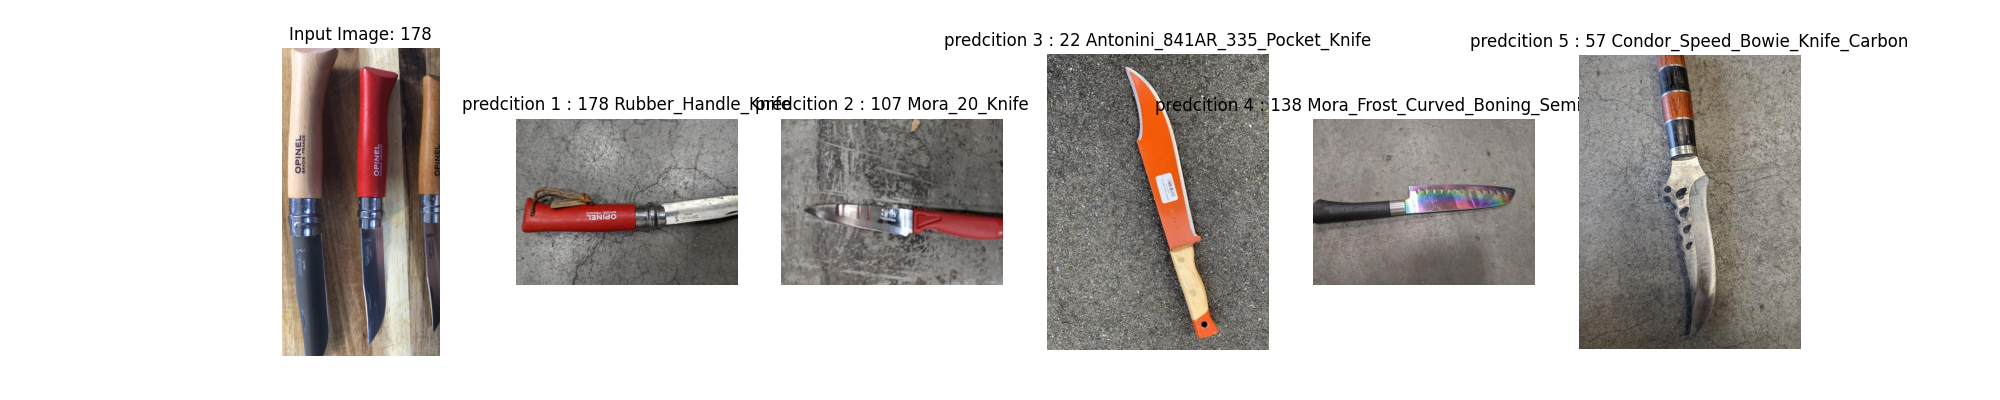 Input Image: 178
predcition 1 : 178 Rubber_Handle_Knife
predcition 2 : 107 Mora_20_Knife
predcition 3 : 22 Antonini_841AR_335_Pocket_Knife
predcition 4 : 138 Mora_Frost_Curved_Boning_Semi
predcition 5 : 57 Condor_Speed_Bowie_Knife_Carbon
OPINEL
OPINEL
OPINEL
OPINEL